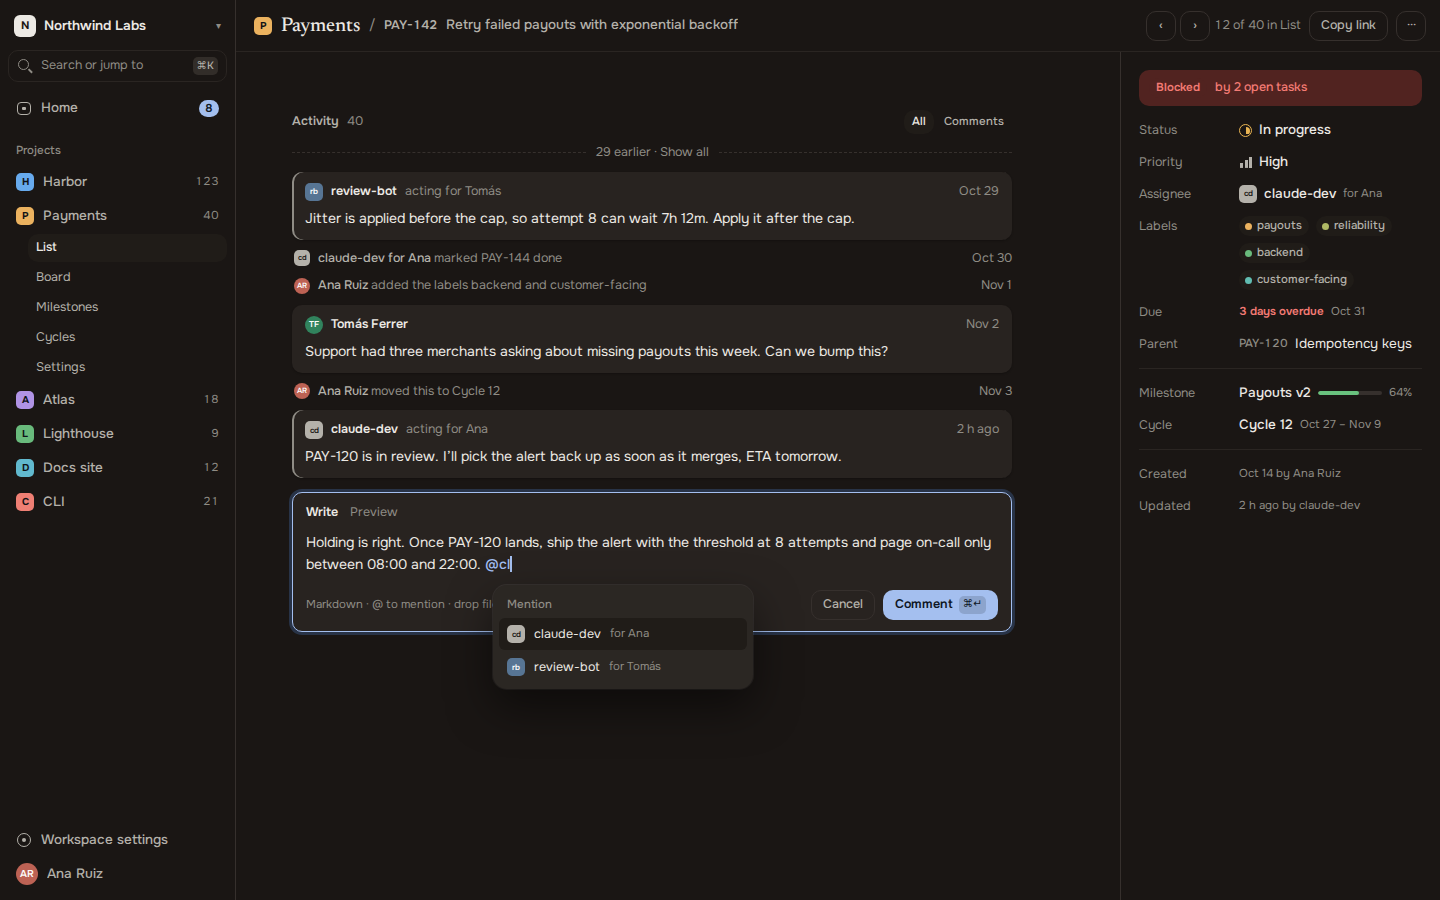 N Northwind Labs
Search or jump to ⌘K
Home 8
Projects
H Harbor 123
P Payments 40
List
Board
Milestones
Cycles
Settings
A Atlas 18
L Lighthouse 9
D Docs site 12
C CLI 21
Workspace settings
AR Ana Ruiz
P Payments / PAY-142 Retry failed payouts with exponential backoff
12 of 40 in List Copy link ···
Activity 40 All Comments
29 earlier · Show all
rb review-bot acting for Tomás Oct 29
Jitter is applied before the cap, so attempt 8 can wait 7h 12m. Apply it after the cap.
cd claude-dev for Ana marked PAY-144 done Oct 30
AR Ana Ruiz added the labels backend and customer-facing Nov 1
TF Tomás Ferrer Nov 2
Support had three merchants asking about missing payouts this week. Can we bump this?
AR Ana Ruiz moved this to Cycle 12 Nov 3
cd claude-dev acting for Ana 2 h ago
PAY-120 is in review. I’ll pick the alert back up as soon as it merges, ETA tomorrow.
Write Preview
Holding is right. Once PAY-120 lands, ship the alert with the threshold at 8 attempts and page on-call only
between 08:00 and 22:00. @cl
Markdown · @ to mention · drop Cancel Comment ⌘↵
Mention
cd claude-dev for Ana
rb review-bot for Tomás
Blocked by 2 open tasks
Status In progress
Priority High
Assignee cd claude-dev for Ana
Labels payouts reliability
backend
customer-facing
Due 3 days overdue Oct 31
Parent PAY-120 Idempotency keys
Milestone Payouts v2 64%
Cycle Cycle 12 Oct 27 – Nov 9
Created Oct 14 by Ana Ruiz
Updated 2 h ago by claude-dev